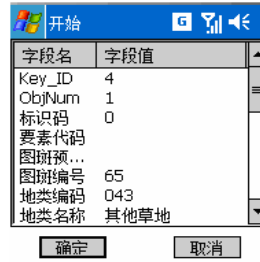 开始 G
字段名 字段值
Key_ID 4
ObjNum 1
标识码 0
要素代码
图斑预...
图斑编号 65
地类编码 043
地类名称 其他草地
确定 取消